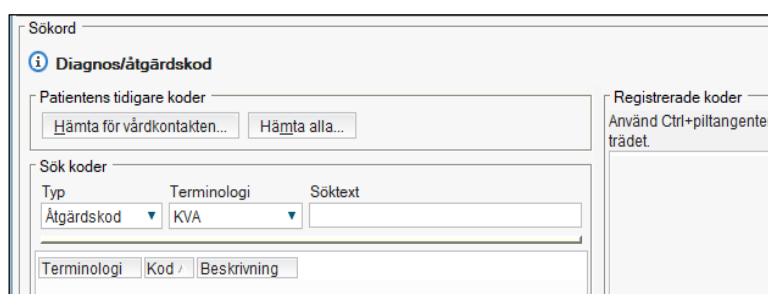 Sökord
Diagnos/åtgärdskod
Patientens tidigare koder
Hämta för vårdkontakten... Hämta alla...
Sök koder
Typ Terminologi Söktext
Åtgärdskod KVA
Terminologi Kod Beskrivning
Registrerade koder
Använd Ctrl+piltangente
trädet.